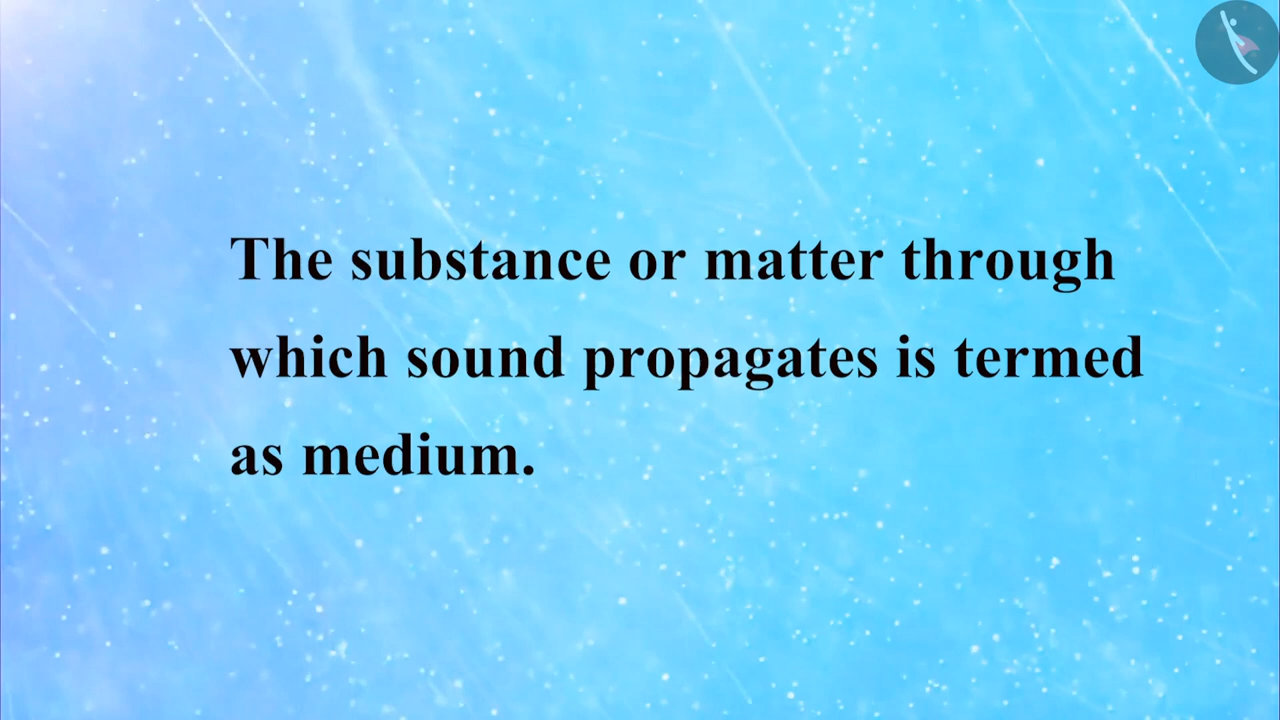 The substance or matter through
which sound propagates is termed
as medium.